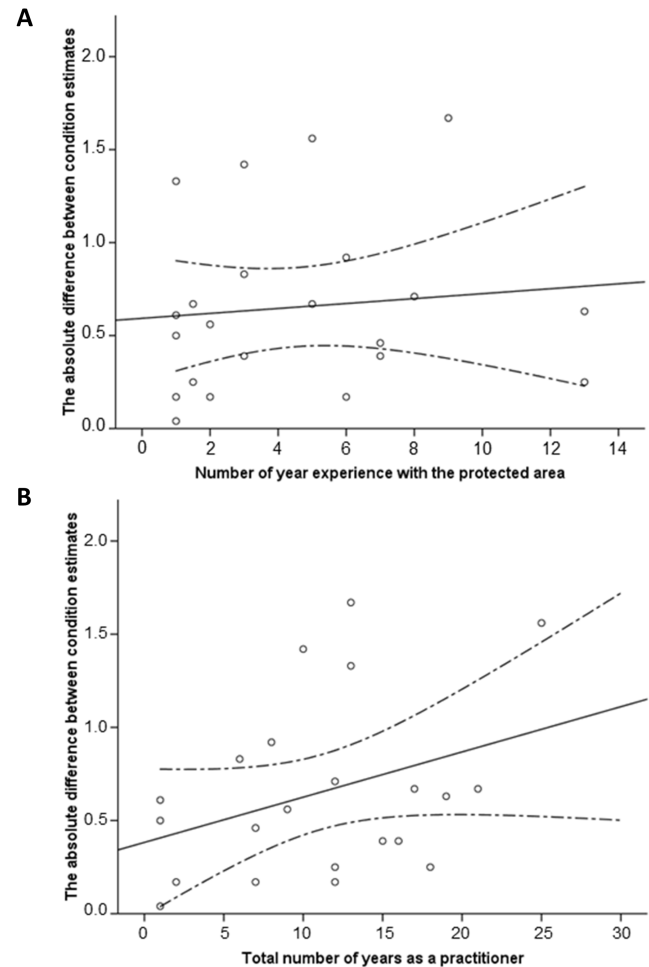 A
The absolute difference between condition estimates
2.0
1.5
1.0
0.5
0.0
0 2 4 6 8 10 12 14
Number of year experience with the protected area
B
The absolute difference between condition estimates
2.0
1.5
1.0
0.5
0.0
0 5 10 15 20 25 30
Total number of years as a practitioner